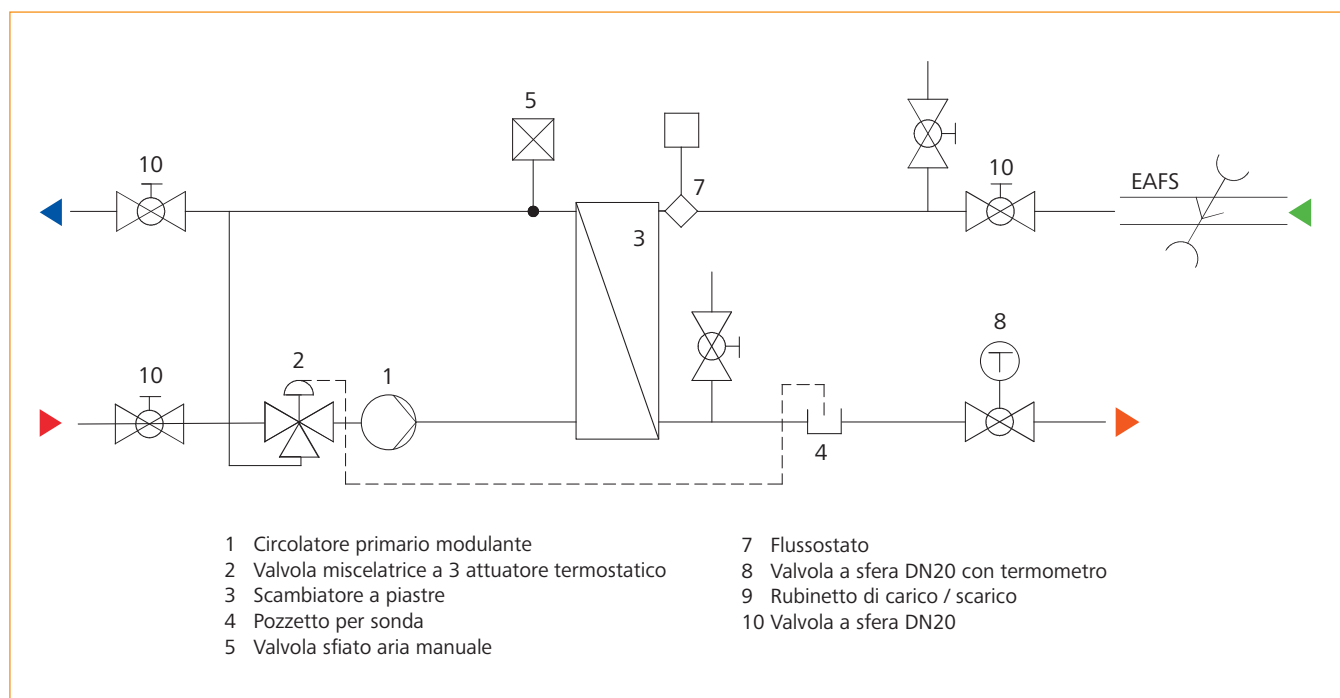 5
7
10
10
EAFS
3
8
10
2
1
4
1 Circolatore primario modulante
2 Valvola miscelatrice a 3 attuatore termostatico
3 Scambiatore a piastre
4 Pozzetto per sonda
5 Valvola sfiato aria manuale
7 Flussostato
8 Valvola a sfera DN20 con termometro
9 Rubinetto di carico / scarico
10 Valvola a sfera DN20